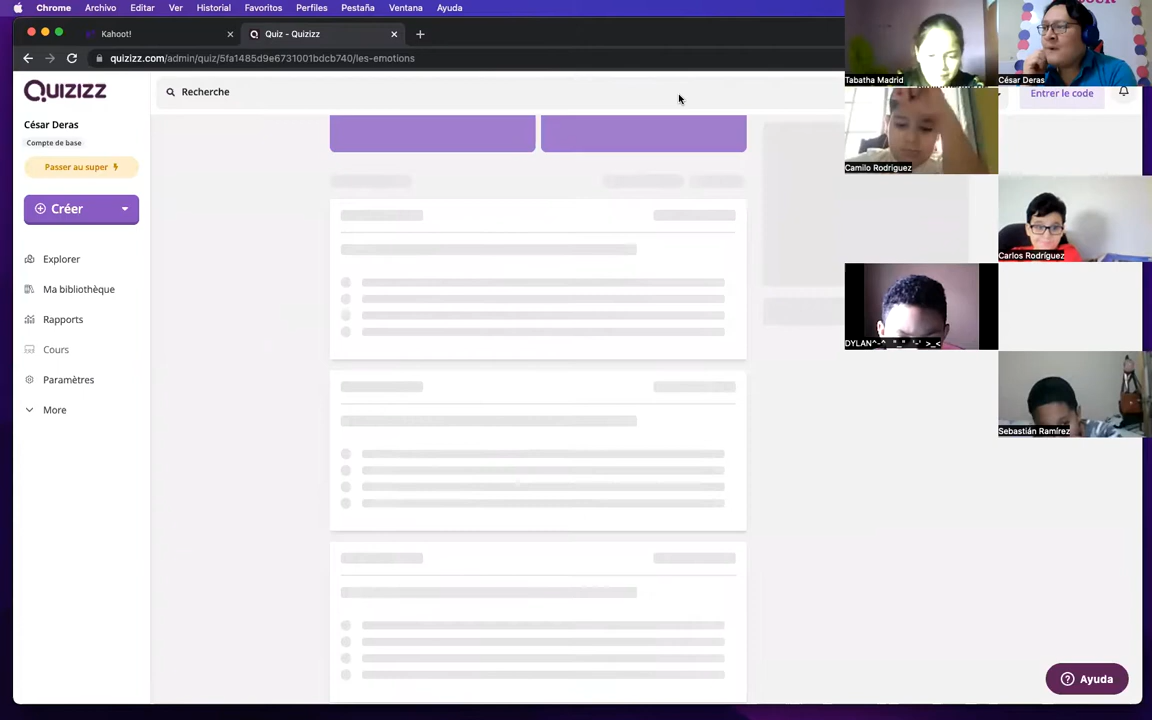 Chrome Archivo Editar Ver Historial Favoritos Perfiles Pestaña Ventana Ayuda
Kahoot!
Quiz - Quizizz
quizizz.com/admin/quiz/5fa1485d9e6731001bdcb740/les-emotions
QUIZIZZ
Recherche
Entrer le code
César Deras
Compte de base
Passer au super
Créer
Explorer
Ma bibliothèque
Rapports
Cours
Paramètres
More
Tabatha Madrid
César Deras
Camilo Rodriguez
Carlos Rodríguez
DYLAN^-^ "_" '-' >_<
Sebastián Ramírez
Ayuda